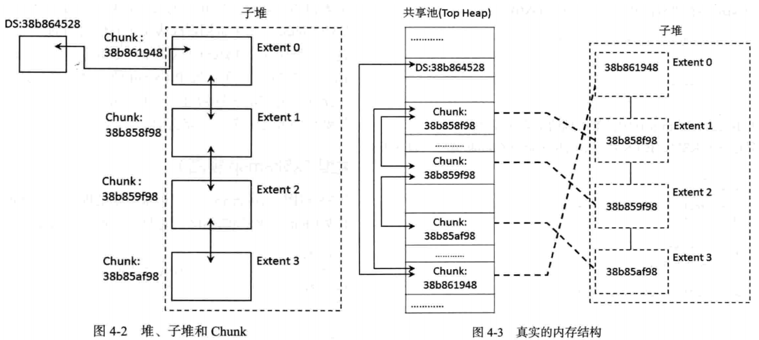 子堆
DS:38b864528
Chunk:
38b861948
Extent 0
Extent 1
Chunk:
38b858f98
Extent 2
Chunk:
38b859f98
Extent 3
Chunk:
38b85af98
图 4-2 堆、子堆和 Chunk
共享池(Top Heap)
…………
DS:38b864528
Chunk:
38b858f98
…………
Chunk:
38b859f98
Chunk:
38b85af98
…………
Chunk:
38b861948
…………
子堆
38b861948
Extent 0
38b858f98
Extent 1
38b859f98
Extent 2
38b85af98
Extent 3
图 4-3 真实的内存结构